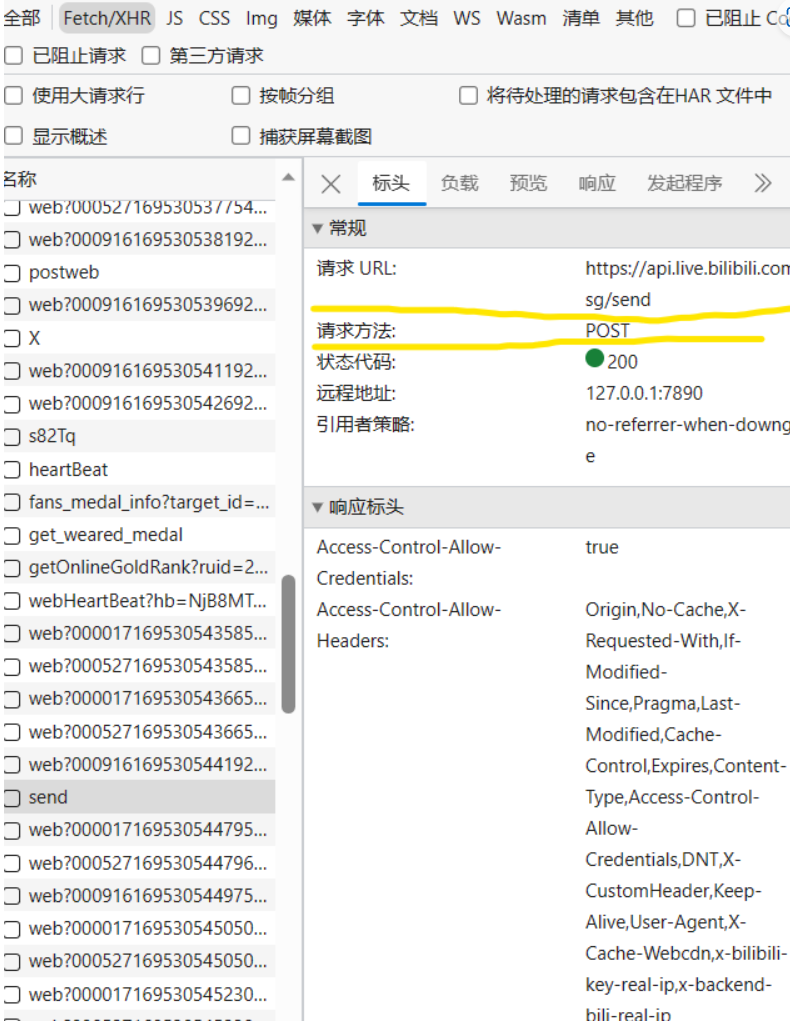 全部 Fetch/XHR JS CSS Img 媒体 字体 文档 WS Wasm 清单 其他 已阻止
已阻止请求 第三方请求
使用大请求行 按帧分组 将待处理的请求包含在HAR 文件中
显示概述 捕获屏幕截图
名称
web?000527169530537754...
web?000916169530538192...
postweb
web?000916169530539692...
X
web?000916169530541192...
web?000916169530542692...
s82Tq
heartBeat
fans_medal_info?target_id=...
get_weared_medal
getOnlineGoldRank?ruid=2...
webHeartBeat?hb=NjB8MT...
web?000017169530543585...
web?000527169530543585...
web?000017169530543665...
web?000527169530543665...
web?000916169530544192...
send
web?000017169530544795...
web?000527169530544796...
web?000916169530544975...
web?000017169530545050...
web?000527169530545050...
web?000017169530545230...
标头 负载 预览 响应 发起程序
常规
请求 URL: https://api.live.bilibili.com
sg/send
请求方法: POST
状态代码: 200
远程地址: 127.0.0.1:7890
引用者策略: no-referrer-when-downg
e
响应标头
Access-Control-Allow- true
Credentials:
Access-Control-Allow- Origin,No-Cache,X-
Headers: Requested-With,If-
Modified-
Since,Pragma,Last-
Modified,Cache-
Control,Expires,Content-
Type,Access-Control-
Allow-
Credentials,DNT,X-
CustomHeader,Keep-
Alive,User-Agent,X-
Cache-Webcdn,x-bilibili-
key-real-ip,x-backend-
bili-real-ip